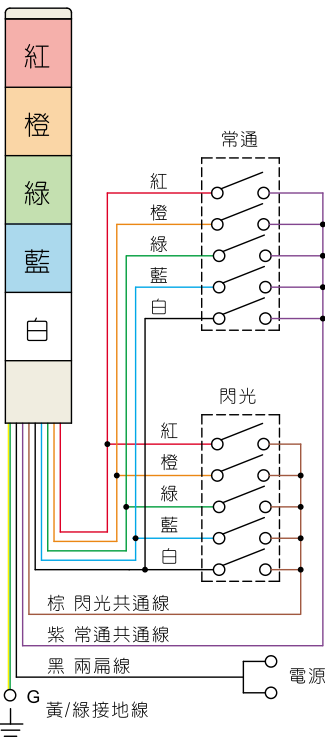 紅
橙
綠
藍
白
常通
紅
橙
綠
藍
白
閃光
紅
橙
綠
藍
白
棕 閃光共通線
紫 常通共通線
黑 兩扁線
電源
G
黃/綠接地線